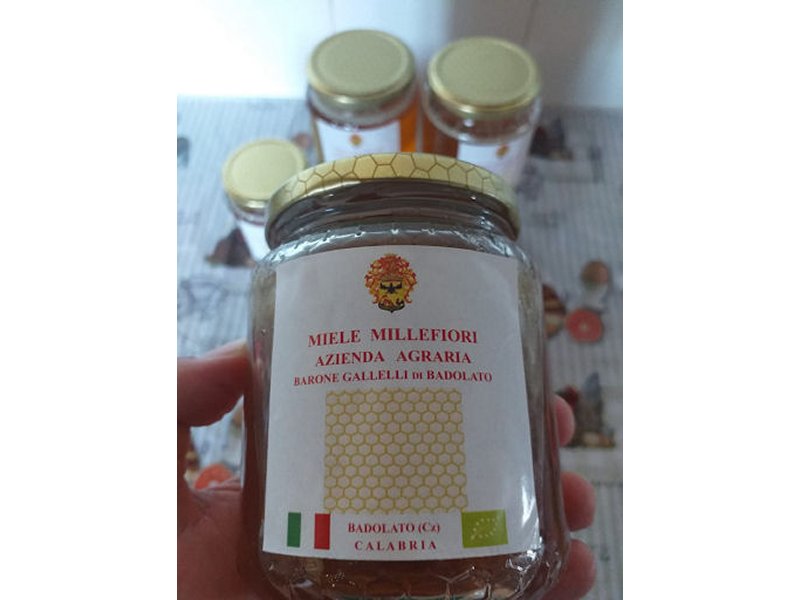 MIELE MILLEFIORI
AZIENDA AGRARIA
BARONE GALLELLI DI BADOLATO
BADOLATO (Cz)
CALABRIA